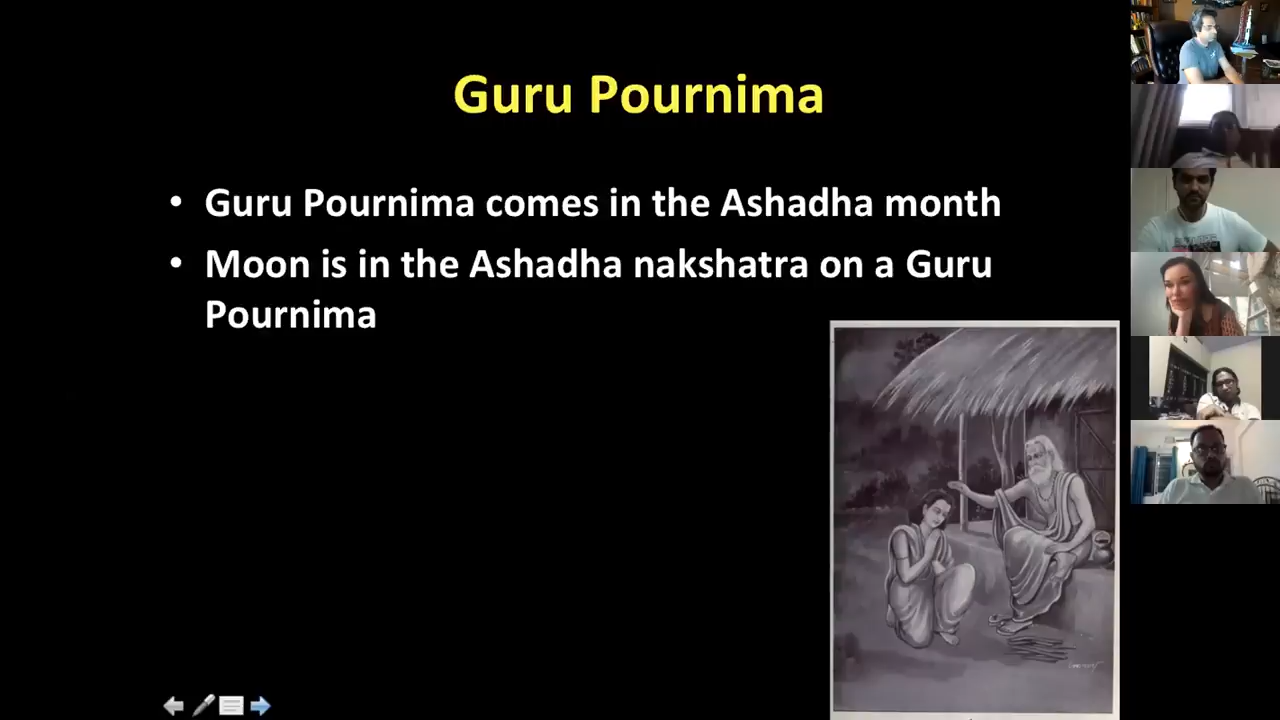 Guru Pournima
• Guru Pournima comes in the Ashadha month
• Moon is in the Ashadha nakshatra on a Guru
Pournima